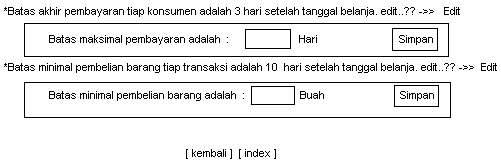 *Batas akhir pembayaran tiap konsumen adalah 3 hari setelah tanggal belanja. edit..?? ->> Edit
Batas maksimal pembayaran adalah : Hari Simpan
*Batas minimal pembelian barang tiap transaksi adalah 10 hari setelah tanggal belanja. edit..?? ->> Edit
Batas minimal pembelian barang adalah : Buah Simpan
[ kembali ] [ index ]